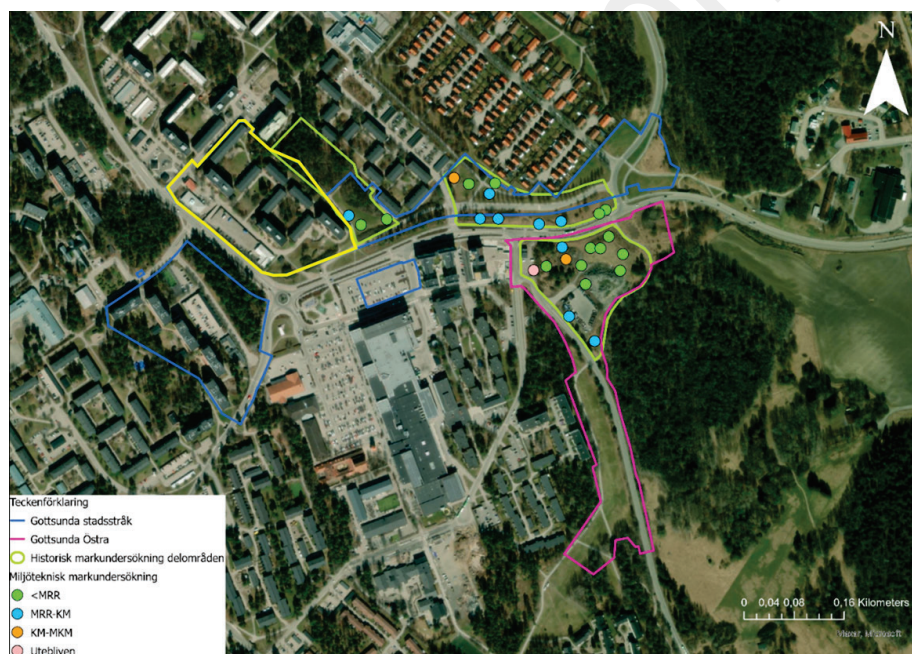 N
Teckenförklaring
Gottsunda stadsstråk
Gottsunda Östra
Historisk markundersökning delområden
Miljöteknisk markundersökning
<MRR
MRR-KM
KM-MKM
Utebliven
0 0,04 0,08 0,16 Kilometers
Microsoft